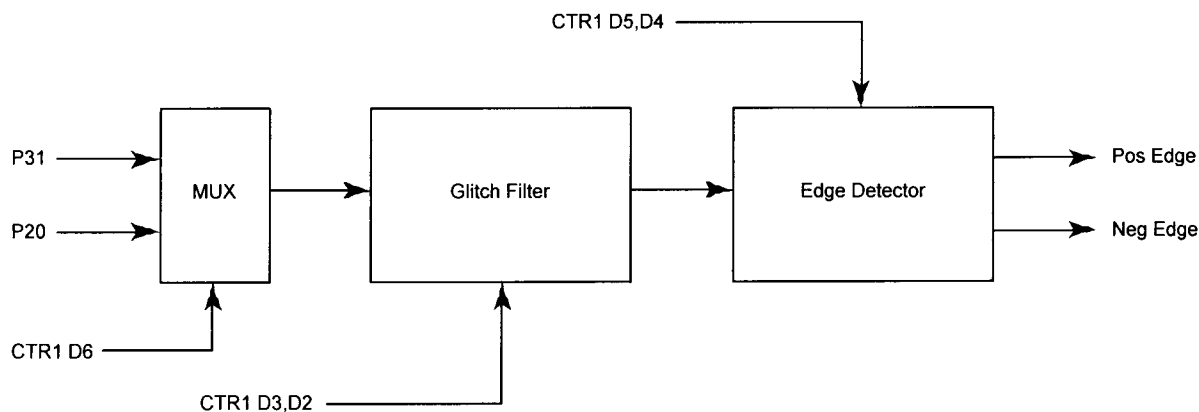 CTR1 D5,D4
P31
MUX
Glitch Filter
Edge Detector
Pos Edge
P20
Neg Edge
CTR1 D6
CTR1 D3,D2